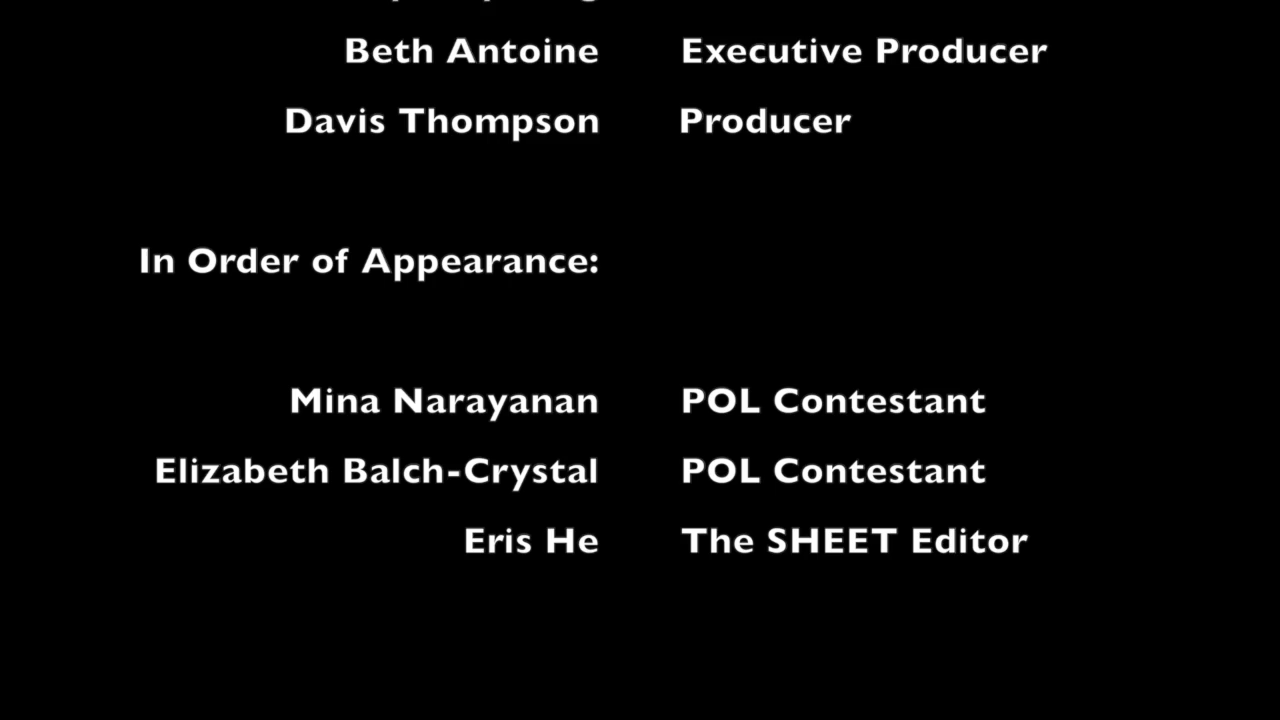 Beth Antoine Executive Producer
Davis Thompson Producer
In Order of Appearance:
Mina Narayanan POL Contestant
Elizabeth Balch-Crystal POL Contestant
Eris He The SHEET Editor